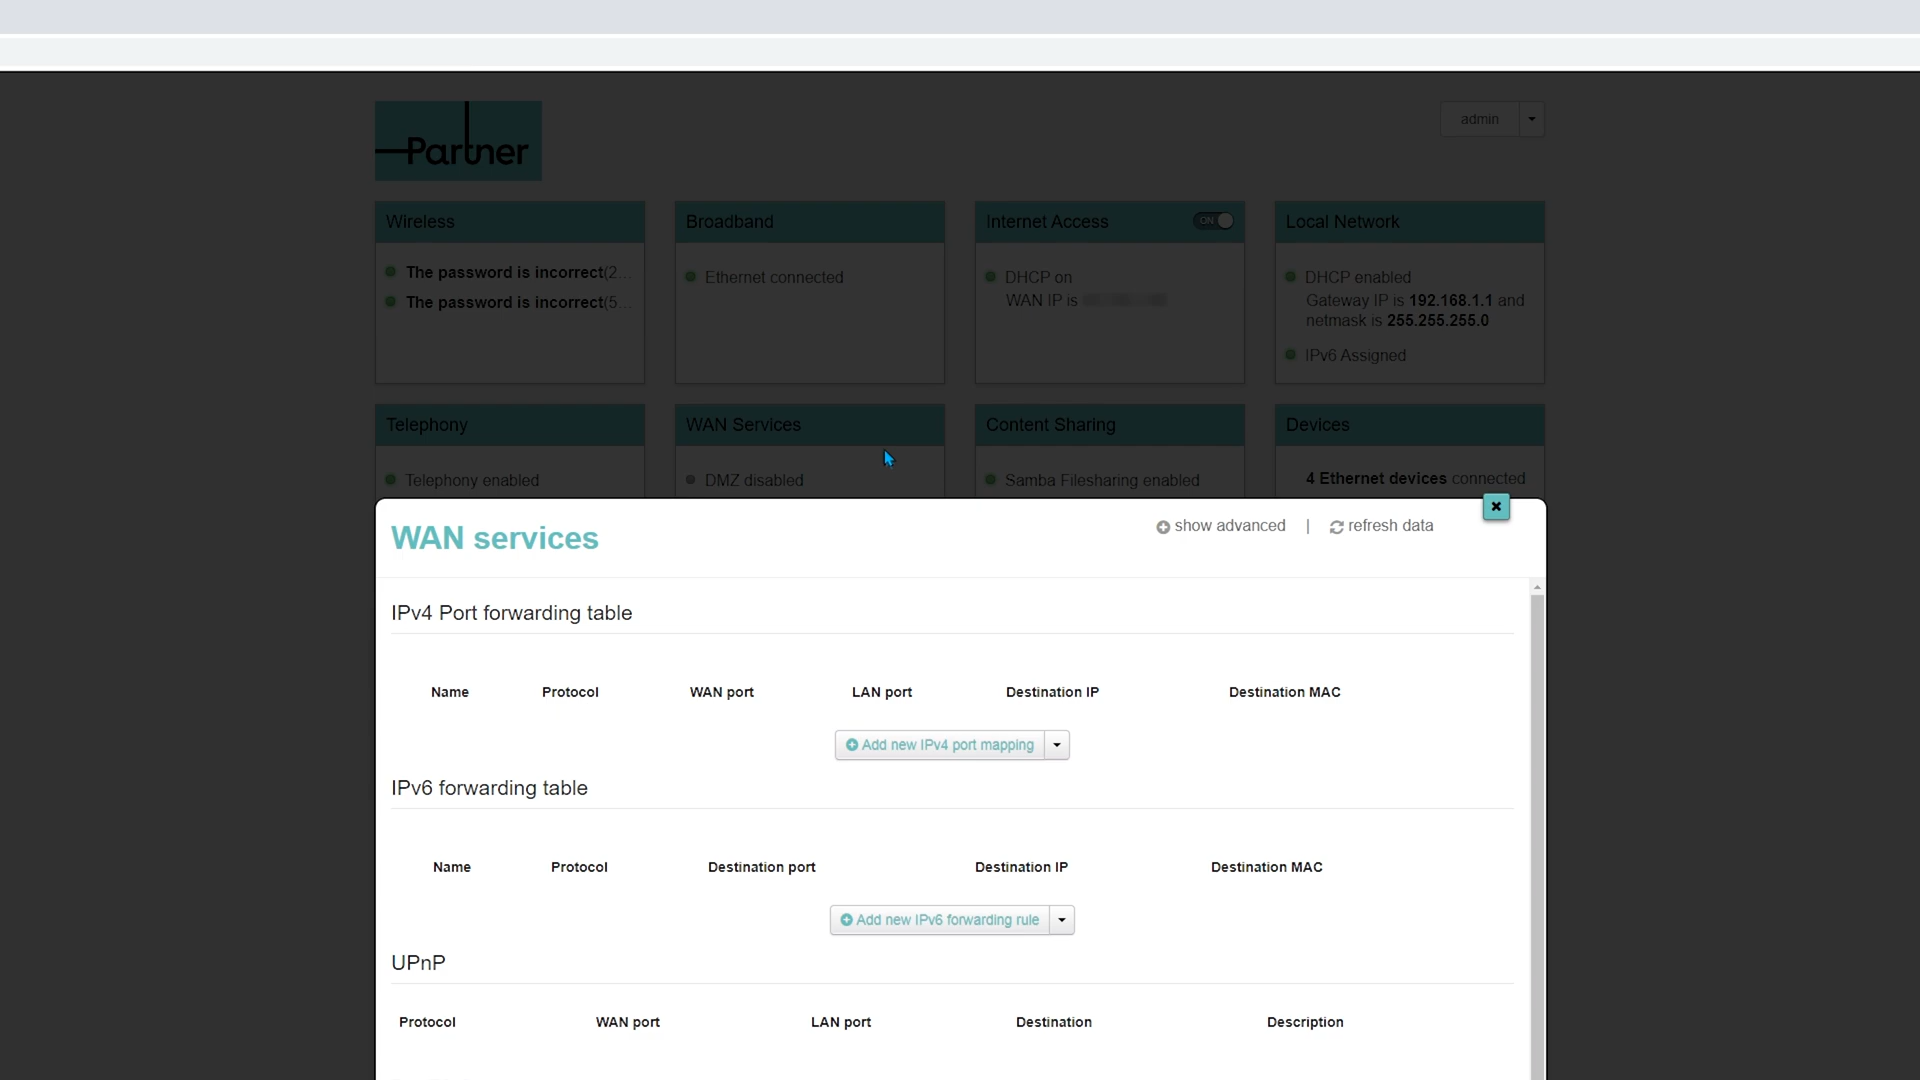 Partner
admin
Wireless
The password is incorrect(2...
The password is incorrect(5...
Broadband
Ethernet connected
Internet Access ON
DHCP on
WAN IP is
Local Network
DHCP enabled
Gateway IP is 192.168.1.1 and
netmask is 255.255.255.0
IPv6 Assigned
Telephony
Telephony enabled
WAN Services
DMZ disabled
Content Sharing
Samba Filesharing enabled
Devices
4 Ethernet devices connected
WAN services
show advanced | refresh data
IPv4 Port forwarding table
Name Protocol WAN port LAN port Destination IP Destination MAC
Add new IPv4 port mapping
IPv6 forwarding table
Name Protocol Destination port Destination IP Destination MAC
Add new IPv6 forwarding rule
UPnP
Protocol WAN port LAN port Destination Description